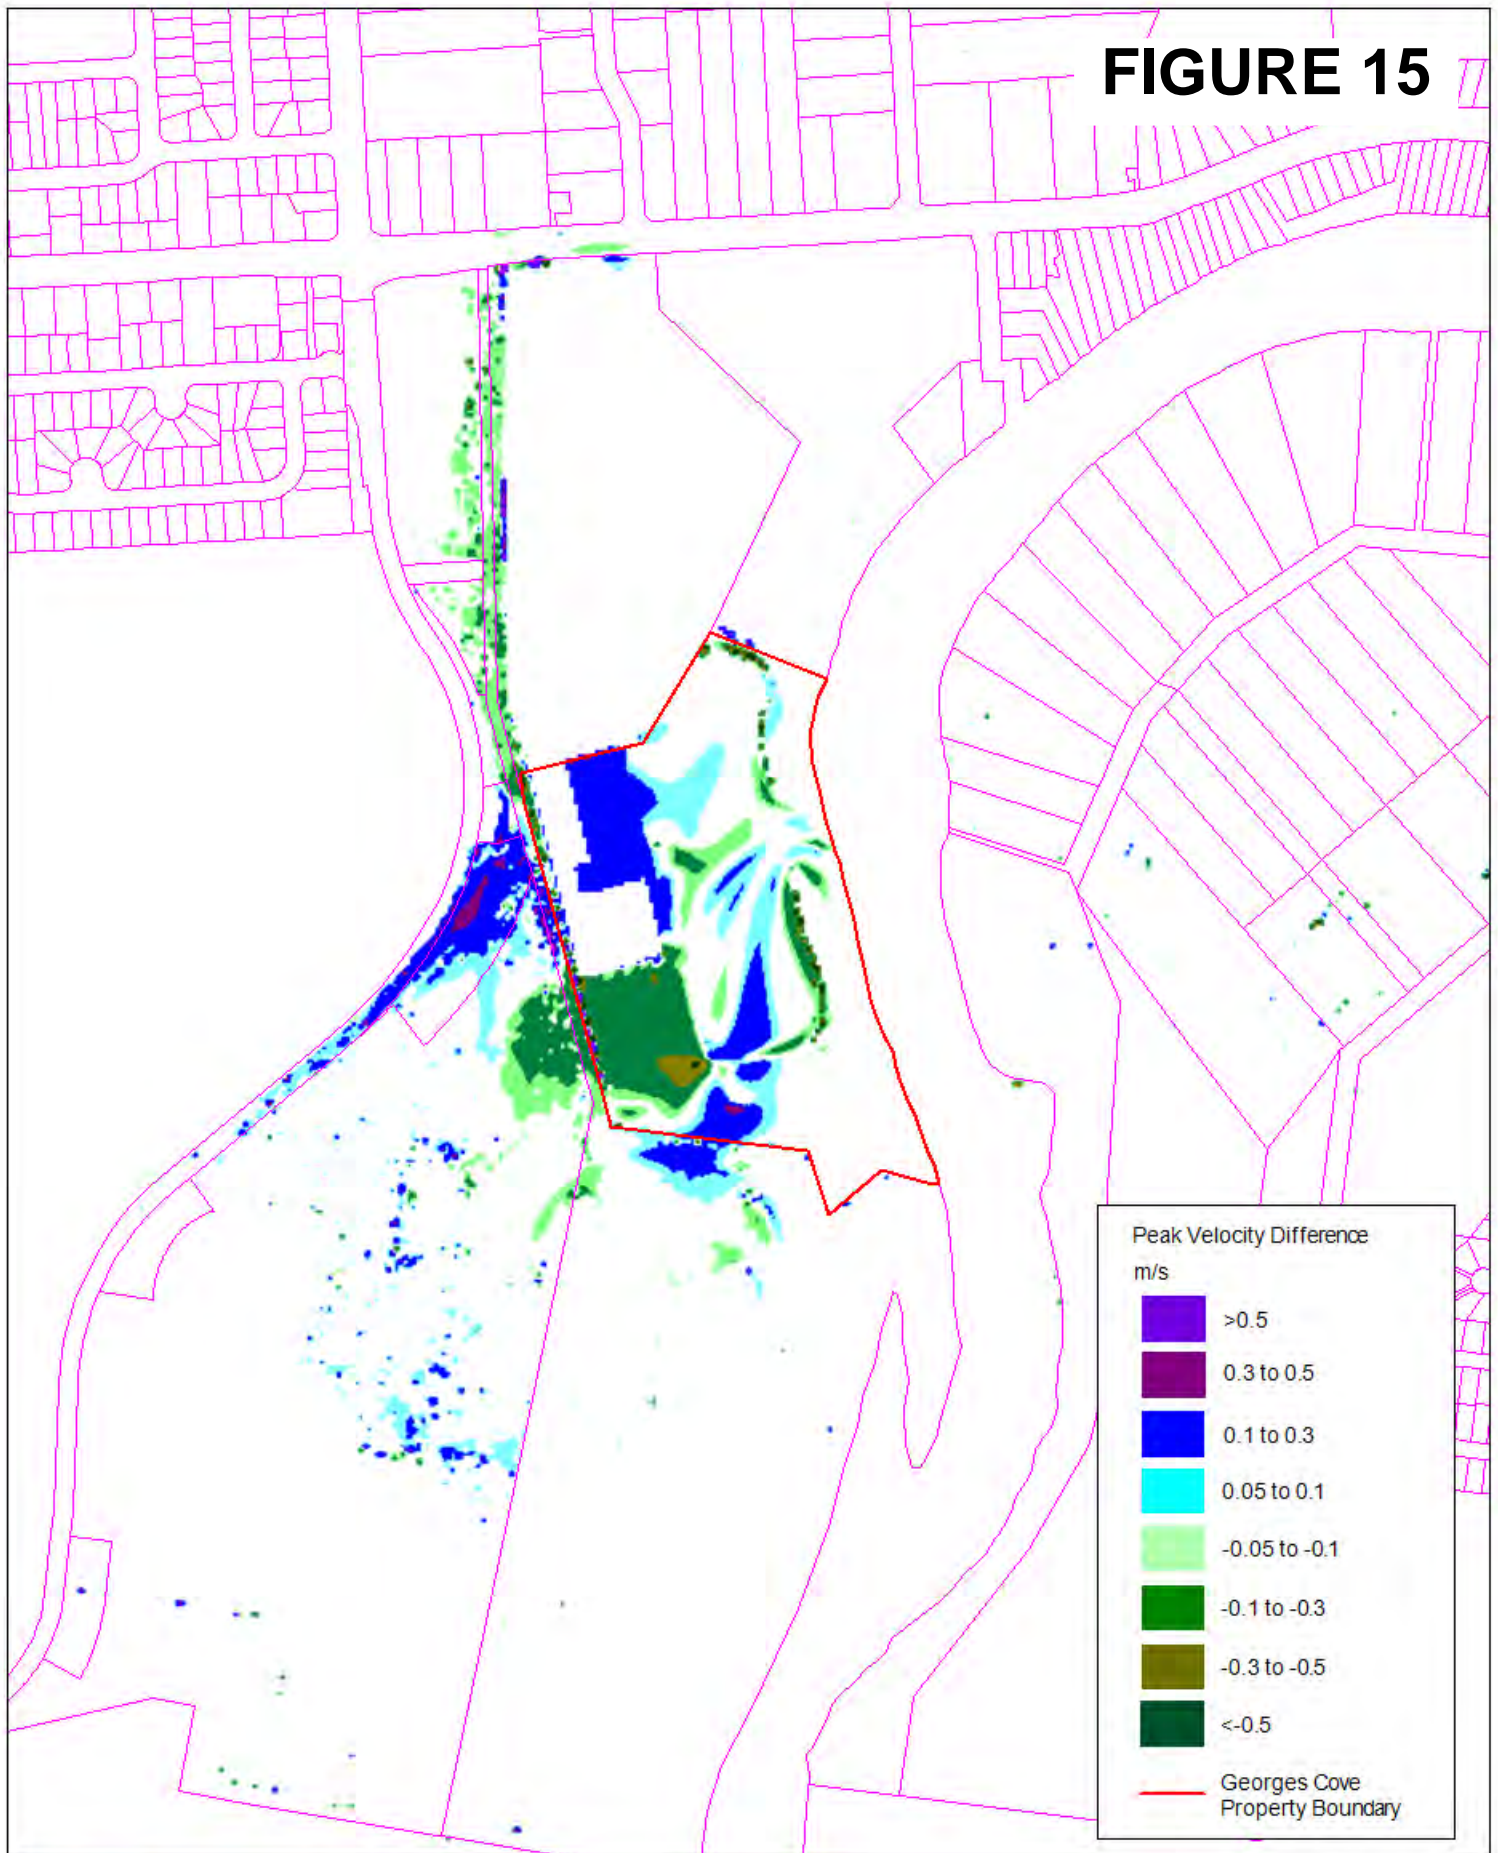 FIGURE 15
Peak Velocity Difference
m/s
>0.5
0.3 to 0.5
0.1 to 0.3
0.05 to 0.1
-0.05 to -0.1
-0.1 to -0.3
-0.3 to -0.5
<-0.5
Georges Cove
Property Boundary